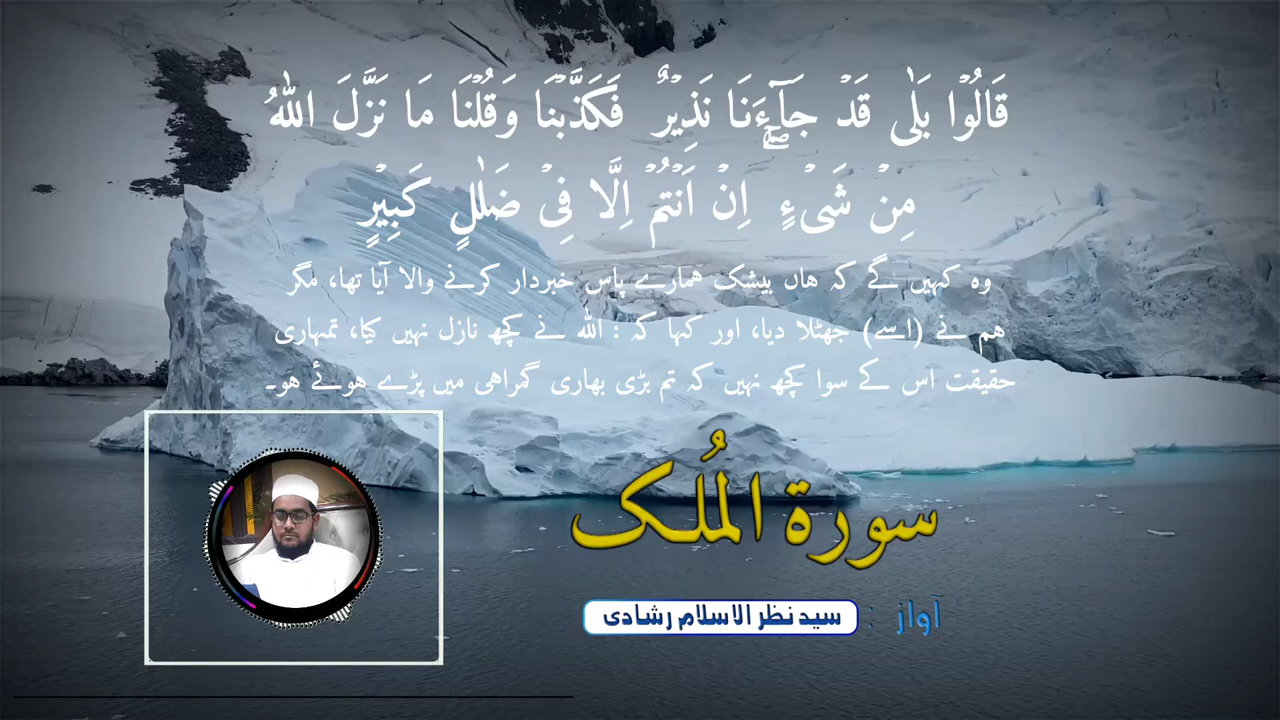 قَالُوۡا بَلٰى قَدۡ جَآءَنَا نَذِيۡرٌ ۙ فَكَذَّبۡنَا وَقُلۡنَا مَا نَزَّلَ اللّٰهُ
مِنۡ شَىۡءٍ ۖۚ اِنۡ اَنۡتُمۡ اِلَّا فِىۡ ضَلٰلٍ كَبِيۡرٍ
وہ کہیں گے کہ ہاں بیشک ہمارے پاس خبردار کرنے والا آیا تھا، مگر
ہم نے (اسے) جھٹلا دیا، اور کہا کہ : اللہ نے کچھ نازل نہیں کیا، تمہاری
حقیقت اس کے سوا کچھ نہیں کہ تم بڑی بھاری گمراہی میں پڑے ہوئے ہو۔
سورۃ المُلک
آواز : سید نظر الاسلام رشادی